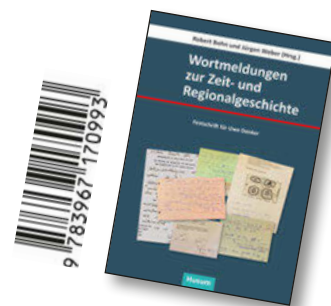 Robert Bohn und Jürgen Weber (Hrsg.)
Wortmeldungen
zur Zeit- und
Regionalgeschichte
Festschrift für Uwe Danker
Husum
9 783967 170993